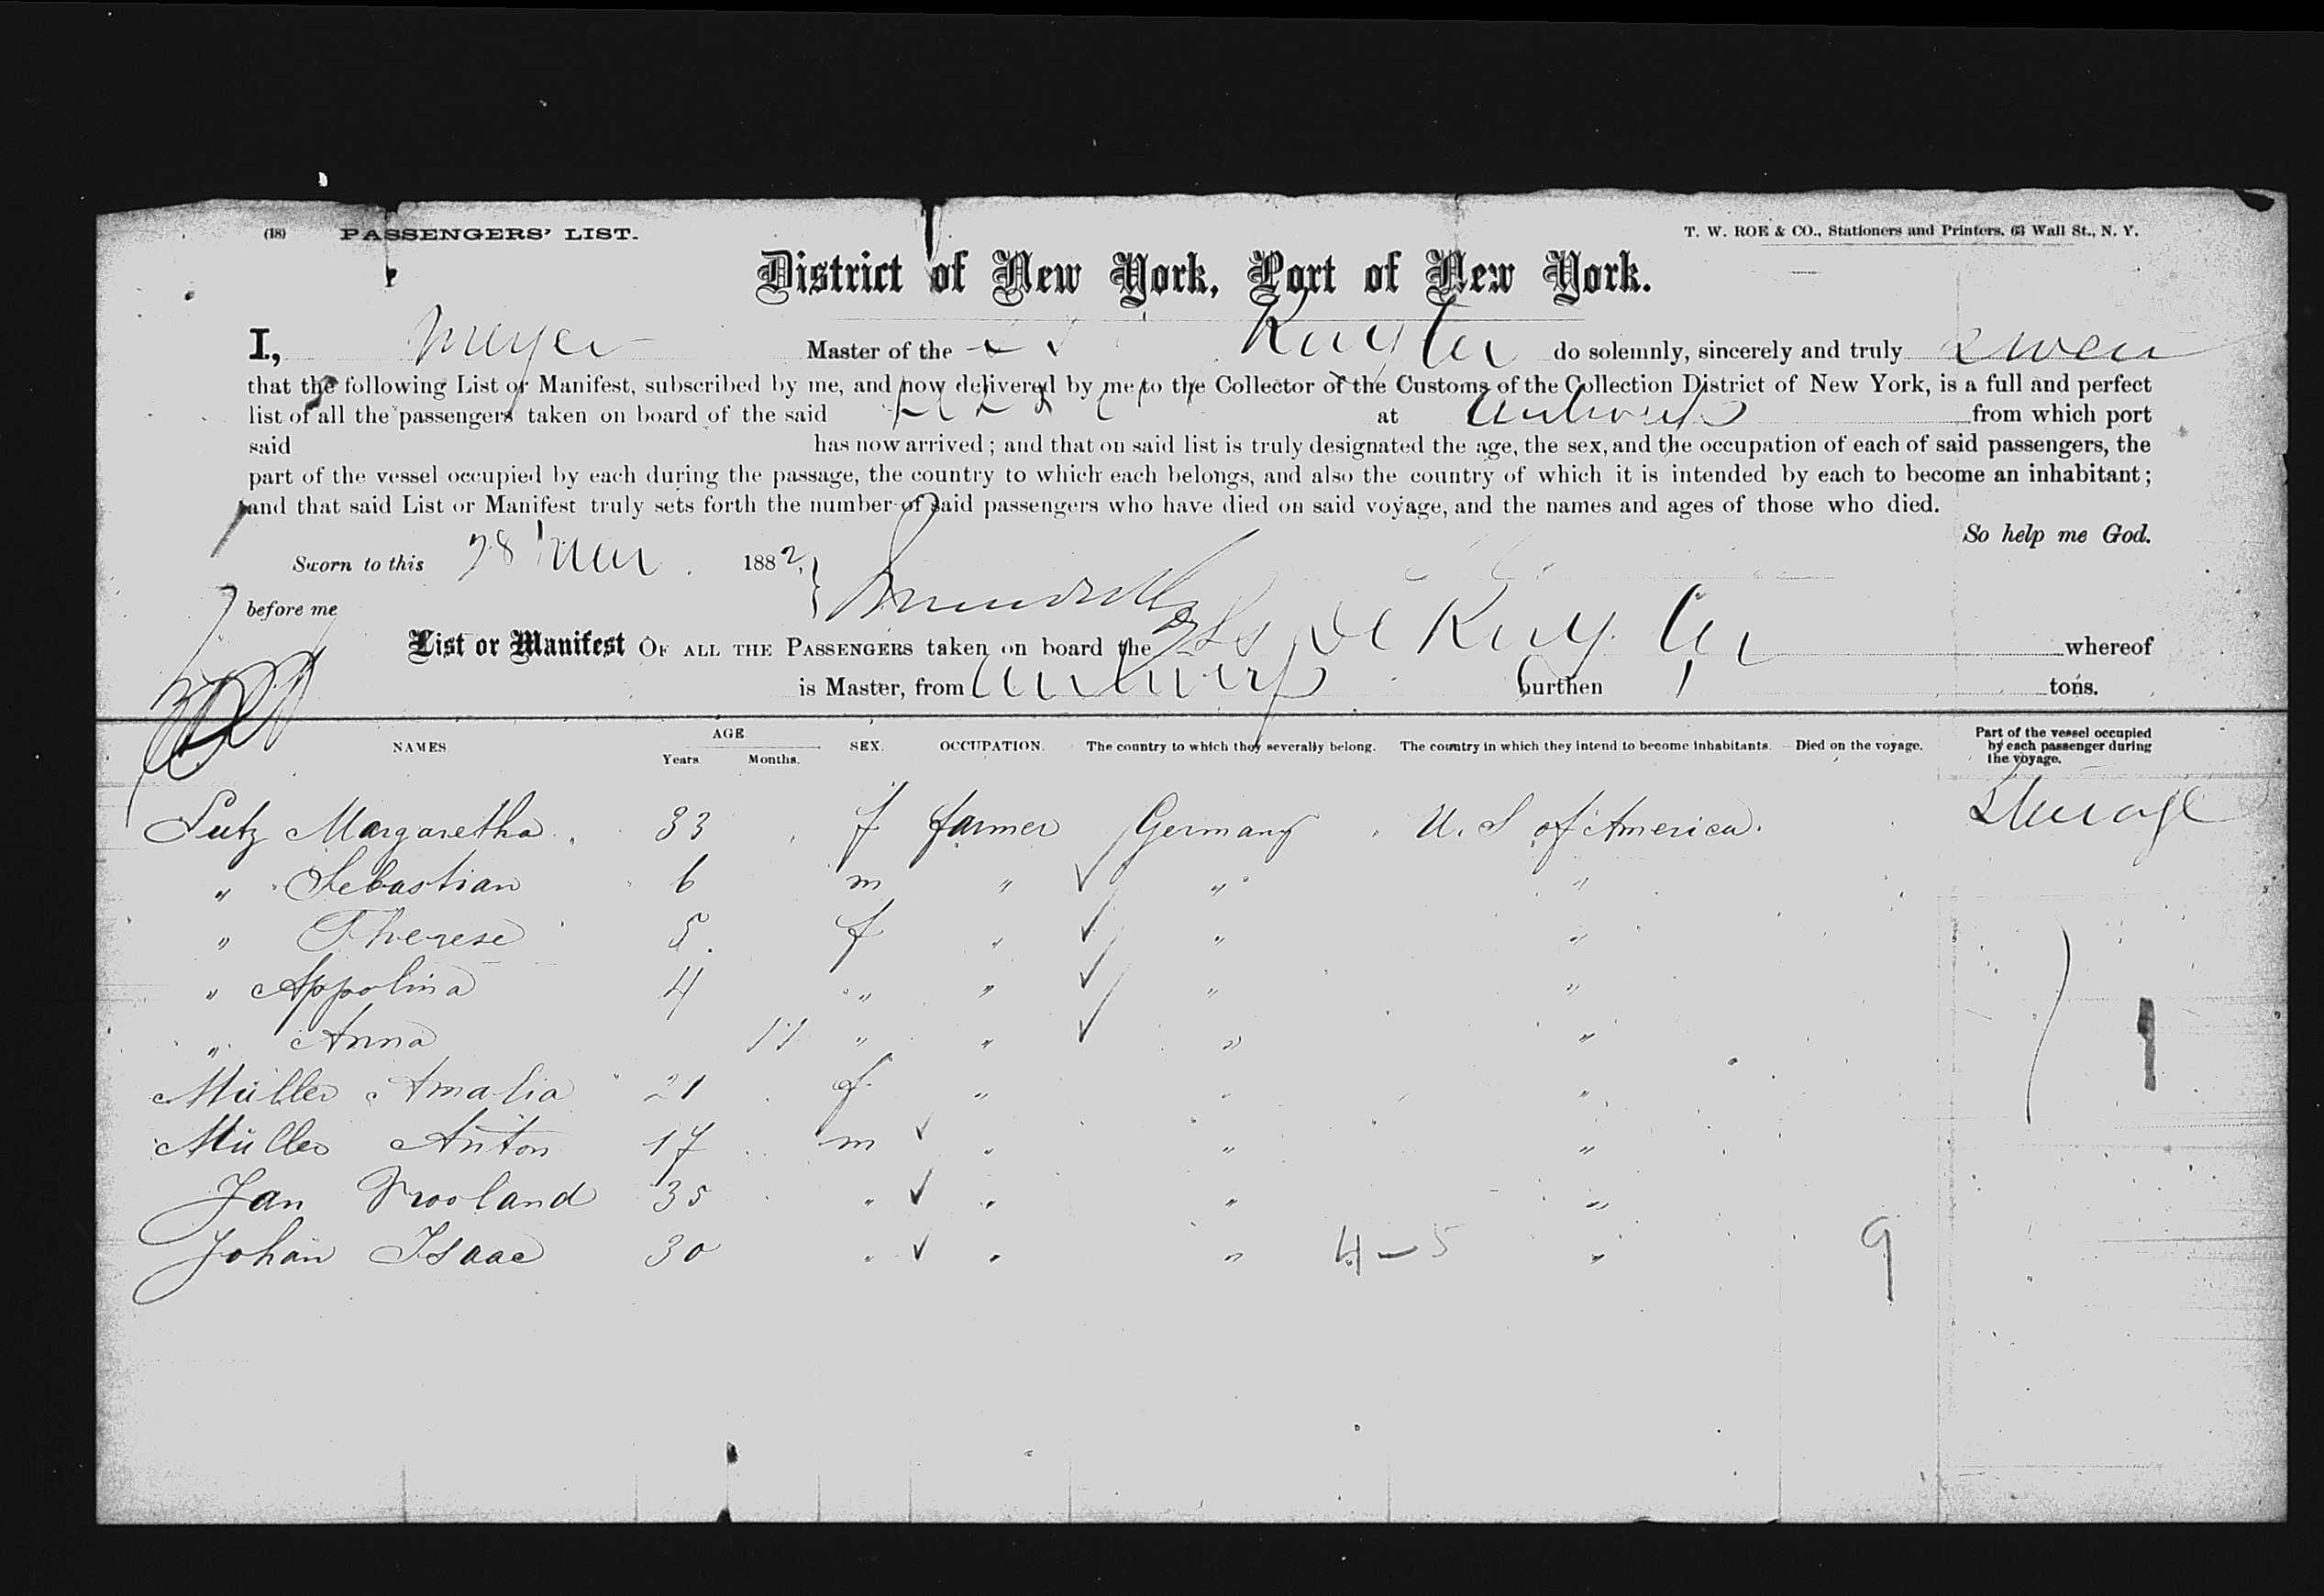 (18) PASSENGERS' LIST. T. W. ROE & CO., Stationers and Printers, 63 Wall St., N. Y.
District of New York, Port of New York.
I, Meyer Master of the SS Ruyter do solemnly, sincerely and truly swear
that the following List or Manifest, subscribed by me, and now delivered by me to the Collector of the Customs of the Collection District of New York, is a full and perfect
list of all the passengers taken on board of the said at Antwerp from which port
said has now arrived; and that on said list is truly designated the age, the sex, and the occupation of each of said passengers, the
part of the vessel occupied by each during the passage, the country to which each belongs, and also the country of which it is intended by each to become an inhabitant;
and that said List or Manifest truly sets forth the number of said passengers who have died on said voyage, and the names and ages of those who died.
So help me God.
Sworn to this 28 1882,
before me
List or Manifest OF ALL THE PASSENGERS taken on board the SS De Ruyter whereof
is Master, from Antwerp burthen tons.
NAMES AGE Years Months. SEX. OCCUPATION. The country to which they severally belong. The country in which they intend to become inhabitants. Died on the voyage. Part of the vessel occupied by each passenger during the voyage.
Lutz Margaretha 33 f farmer Germany U. S of America. Steerage
" Sebastian 6 m " ✓ " "
" Therese 5 f " ✓ " "
" Appolina 4 " " ✓ " "
" Anna 11 " " ✓ " "
Müller Amalia 21 f " " "
Müller Anton 17 m ✓ " " "
Jan Vrooland 35 " ✓ " " "
Johan Isaac 30 " ✓ " " 4-5 " 9